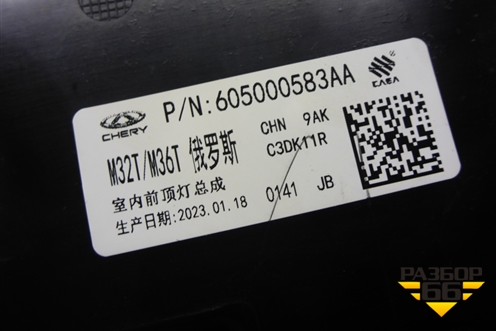 CHERY
P/N:605000583AA
CAEA
M32T/M36T 俄罗斯
CHN 9AK
C3DK11R
室内前顶灯总成
0141 JB
生产日期:2023.01.18
РАЗБОР
66